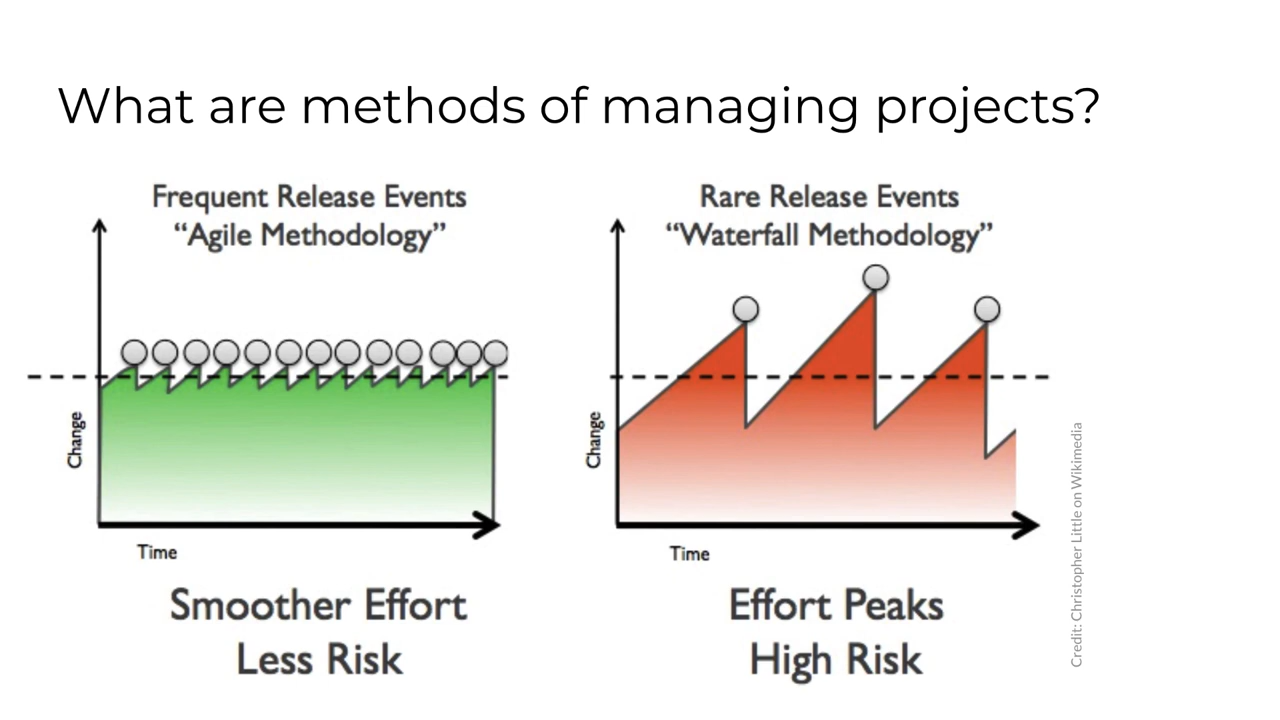 What are methods of managing projects?
Frequent Release Events
“Agile Methodology”
Change
Time
Smoother Effort
Less Risk
Rare Release Events
“Waterfall Methodology”
Change
Time
Effort Peaks
High Risk
Credit: Christopher Little on Wikimedia